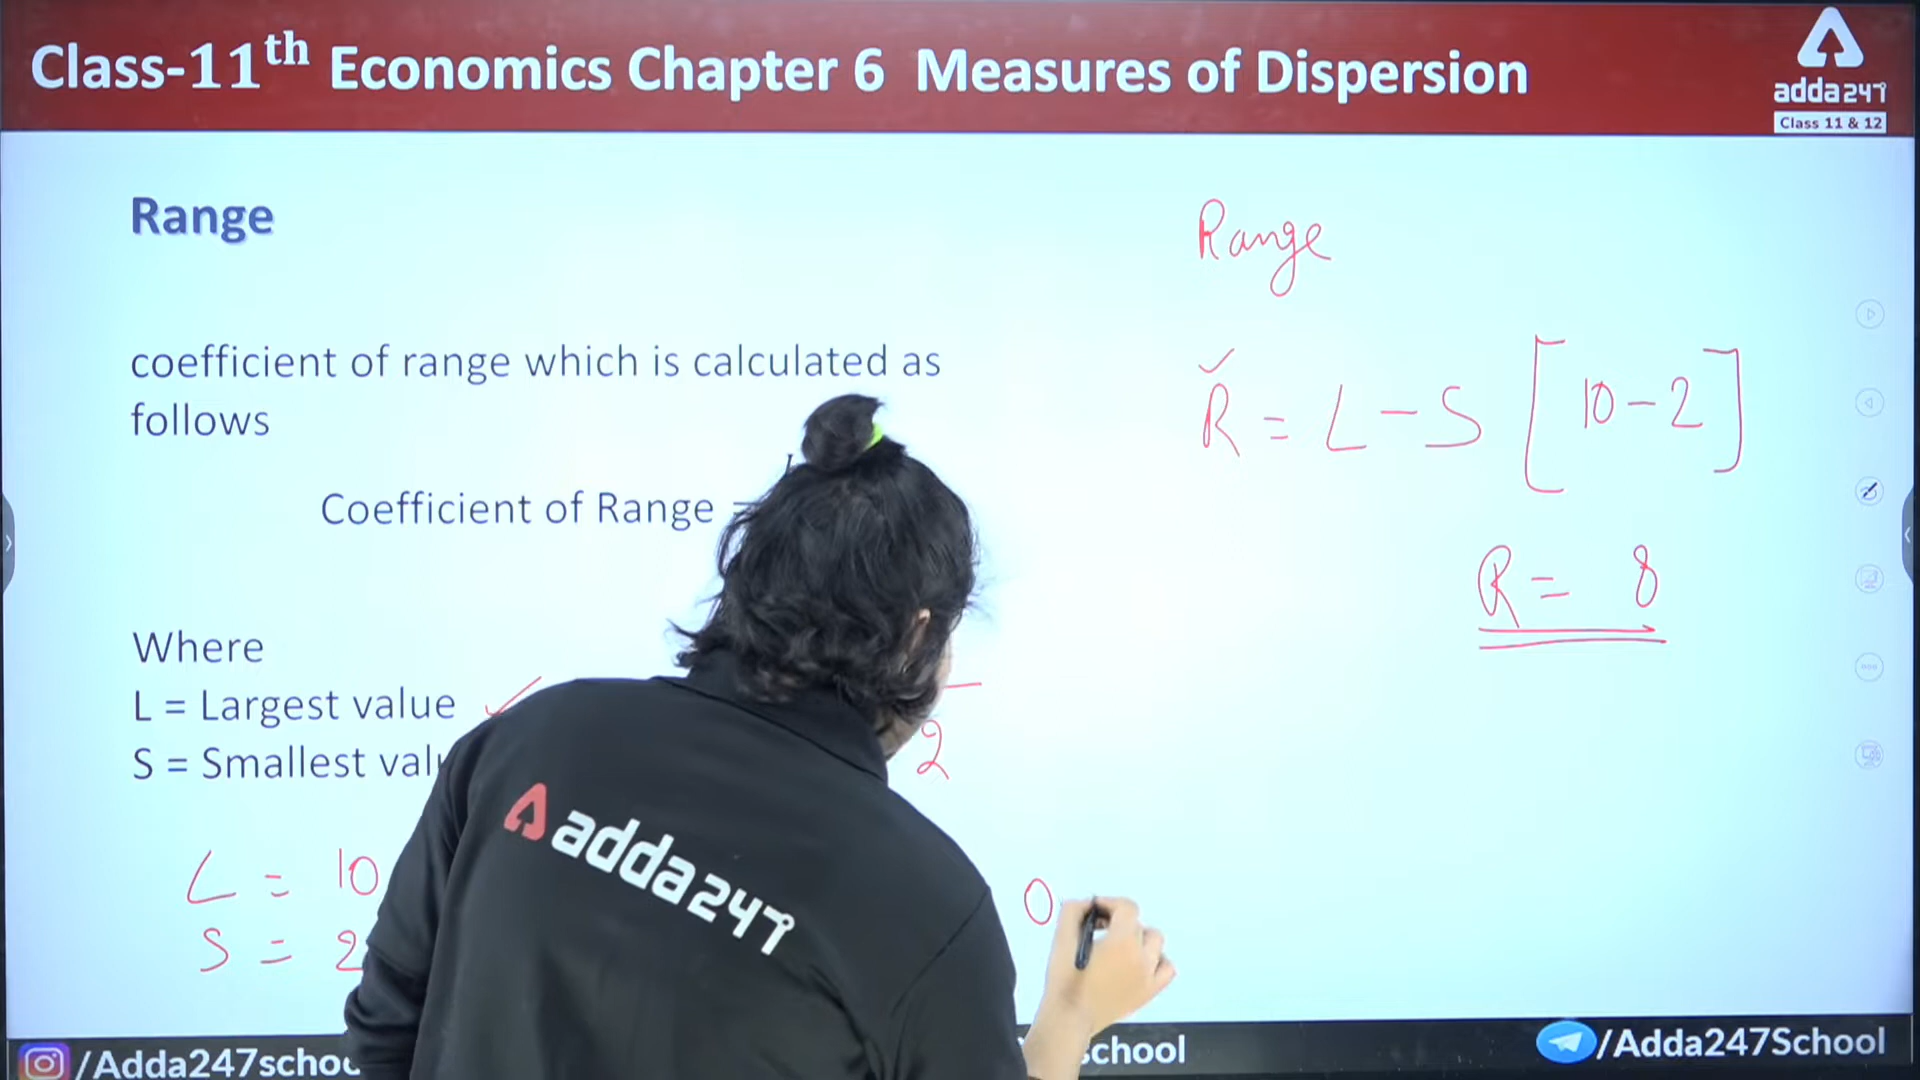 Class-11th Economics Chapter 6 Measures of Dispersion
adda247
Class 11 & 12
Range
coefficient of range which is calculated as
follows
Coefficient of Range =
Where
L = Largest value
S = Smallest valu
L = 10
S = 2
2
0
Range
R = L - S [10 - 2]
R = 8
adda247
/Adda247schoo
school
/Adda247School